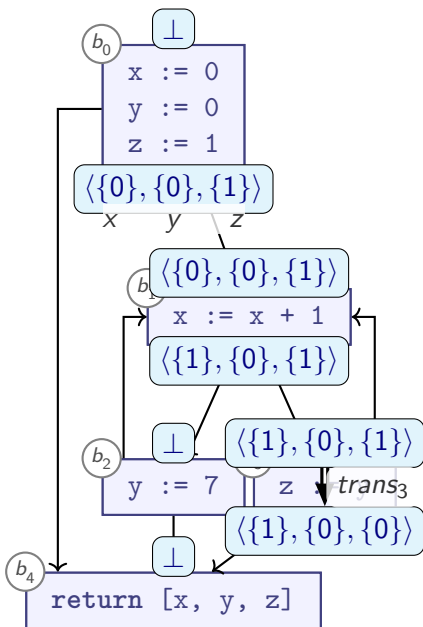 b₀
⊥
x := 0
y := 0
z := 1
⟨{0}, {0}, {1}⟩
x y z
⟨{0}, {0}, {1}⟩
x := x + 1
⟨{1}, {0}, {1}⟩
b₂
⊥
⟨{1}, {0}, {1}⟩
y := 7
z :
trans₃
⟨{1}, {0}, {0}⟩
b₄
⊥
return [x, y, z]